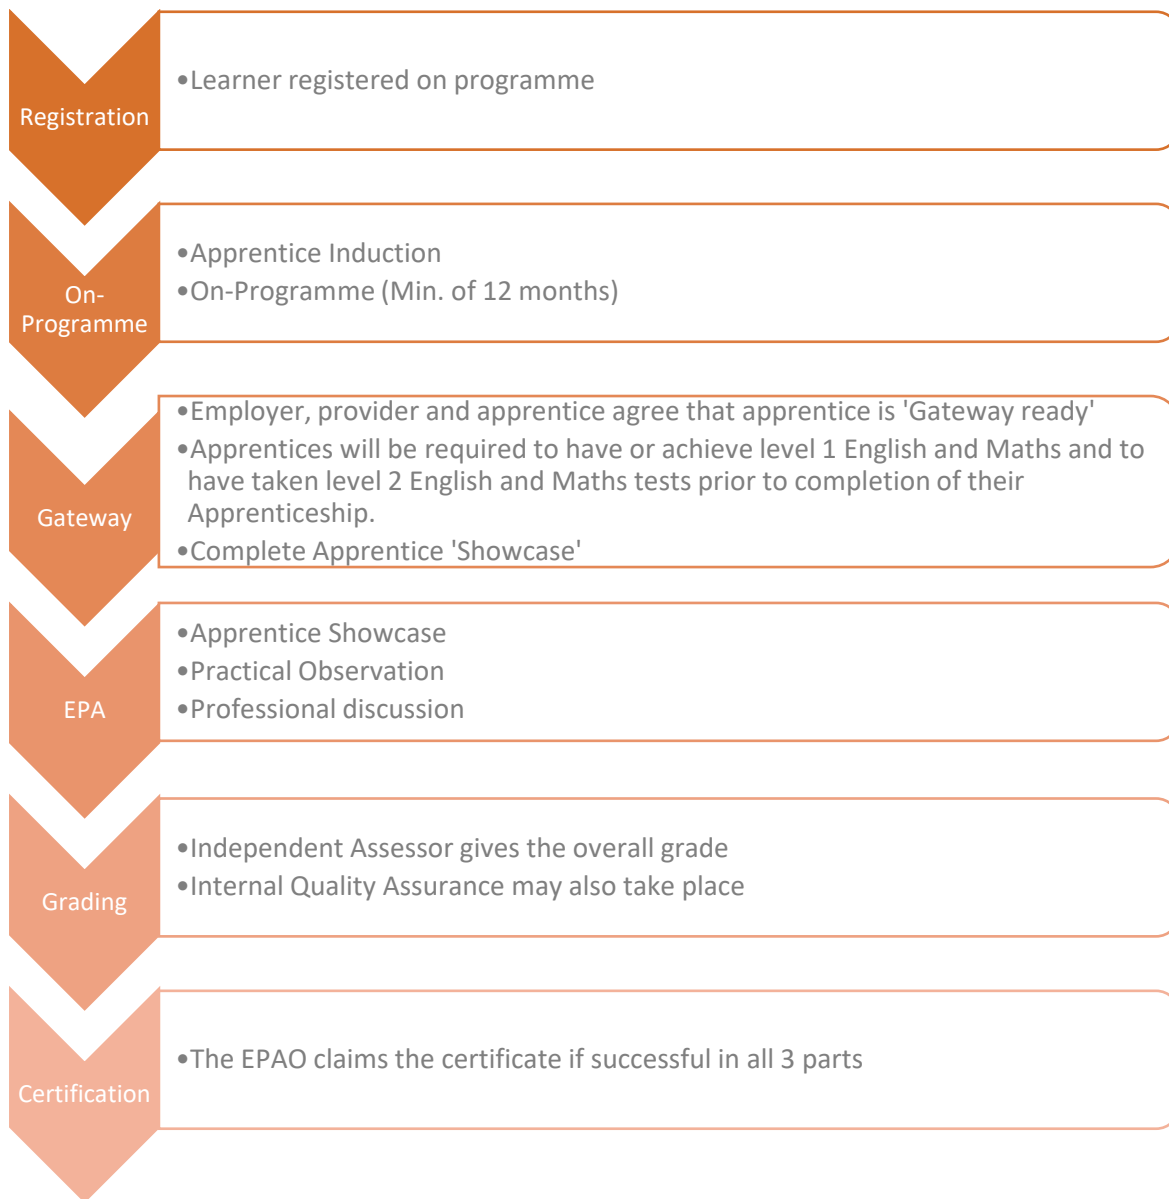 Registration
•Learner registered on programme
On-
Programme
•Apprentice Induction
•On-Programme (Min. of 12 months)
Gateway
•Employer, provider and apprentice agree that apprentice is 'Gateway ready'
•Apprentices will be required to have or achieve level 1 English and Maths and to
have taken level 2 English and Maths tests prior to completion of their
Apprenticeship.
•Complete Apprentice 'Showcase'
EPA
•Apprentice Showcase
•Practical Observation
•Professional discussion
Grading
•Independent Assessor gives the overall grade
•Internal Quality Assurance may also take place
Certification
•The EPAO claims the certificate if successful in all 3 parts